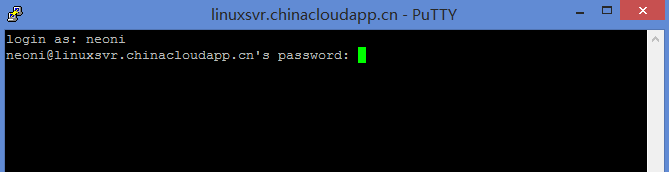 linuxsvr.chinacloudapp.cn - PuTTY
login as: neoni
neoni@linuxsvr.chinacloudapp.cn's password: